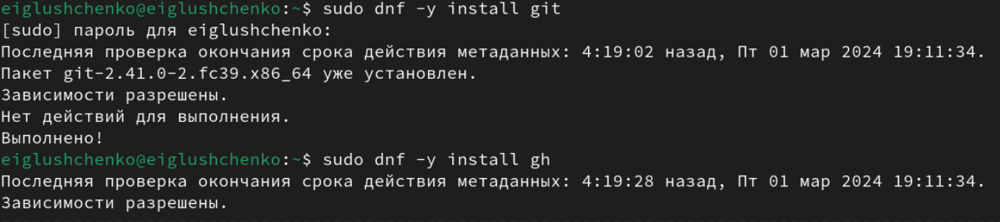 eiglushchenko@eiglushchenko:~$ sudo dnf -y install git
[sudo] пароль для eiglushchenko:
Последняя проверка окончания срока действия метаданных: 4:19:02 назад, Пт 01 мар 2024 19:11:34.
Пакет git-2.41.0-2.fc39.x86_64 уже установлен.
Зависимости разрешены.
Нет действий для выполнения.
Выполнено!
eiglushchenko@eiglushchenko:~$ sudo dnf -y install gh
Последняя проверка окончания срока действия метаданных: 4:19:28 назад, Пт 01 мар 2024 19:11:34.
Зависимости разрешены.